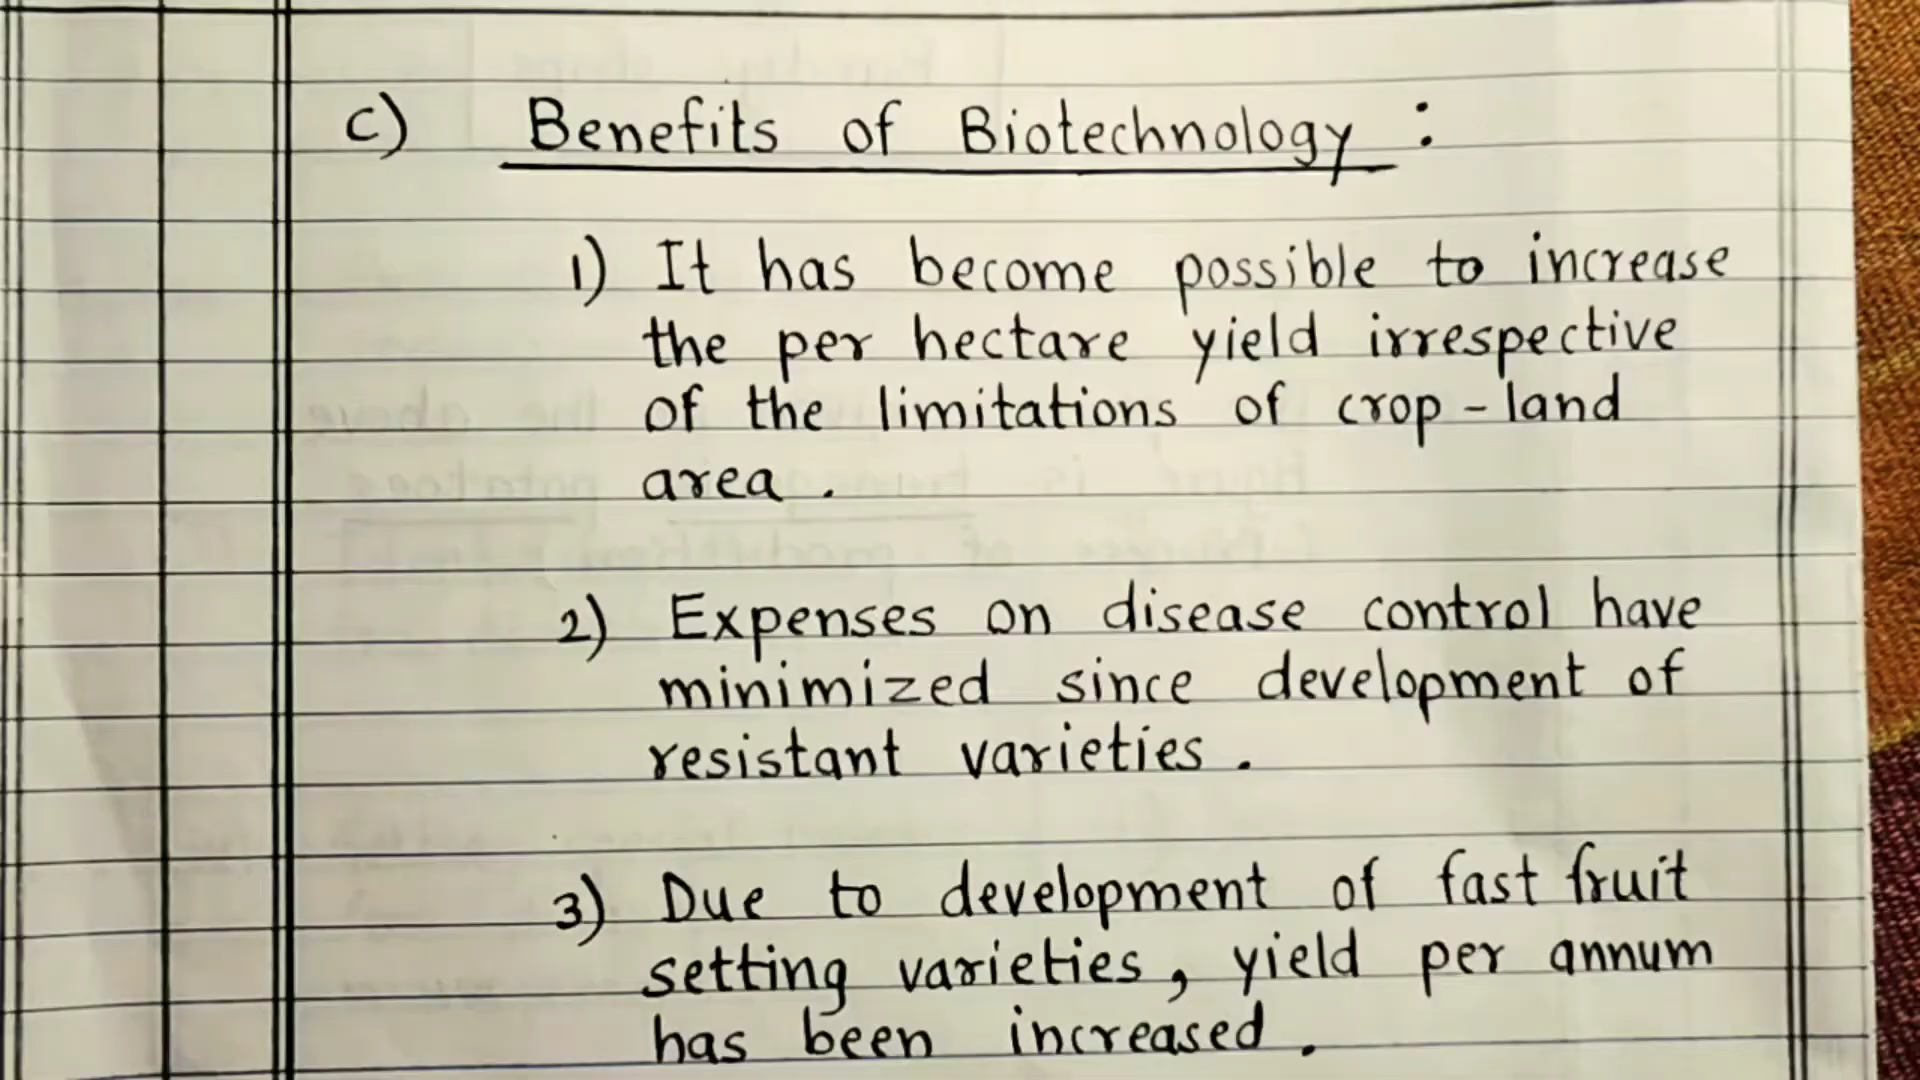 c) Benefits of Biotechnology :
1) It has become possible to increase
the per hectare yield irrespective
of the limitations of crop-land
area .
2) Expenses on disease control have
minimized since development of
resistant varieties .
3) Due to development of fast fruit
setting varieties, yield per annum
has been increased .